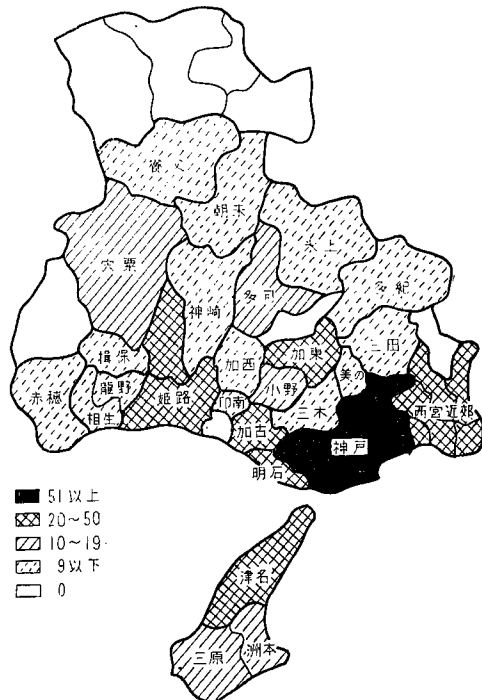 養父
朝来
氷上
宍粟
多可
多紀
神崎
三田
揖保
加西
加東
美の
赤穂
龍野
姫路
小野
西宮近郊
印南
三木
相生
加古
神戸
明石
51以上
20〜50
10〜19
9以下
0
津名
三原
洲本